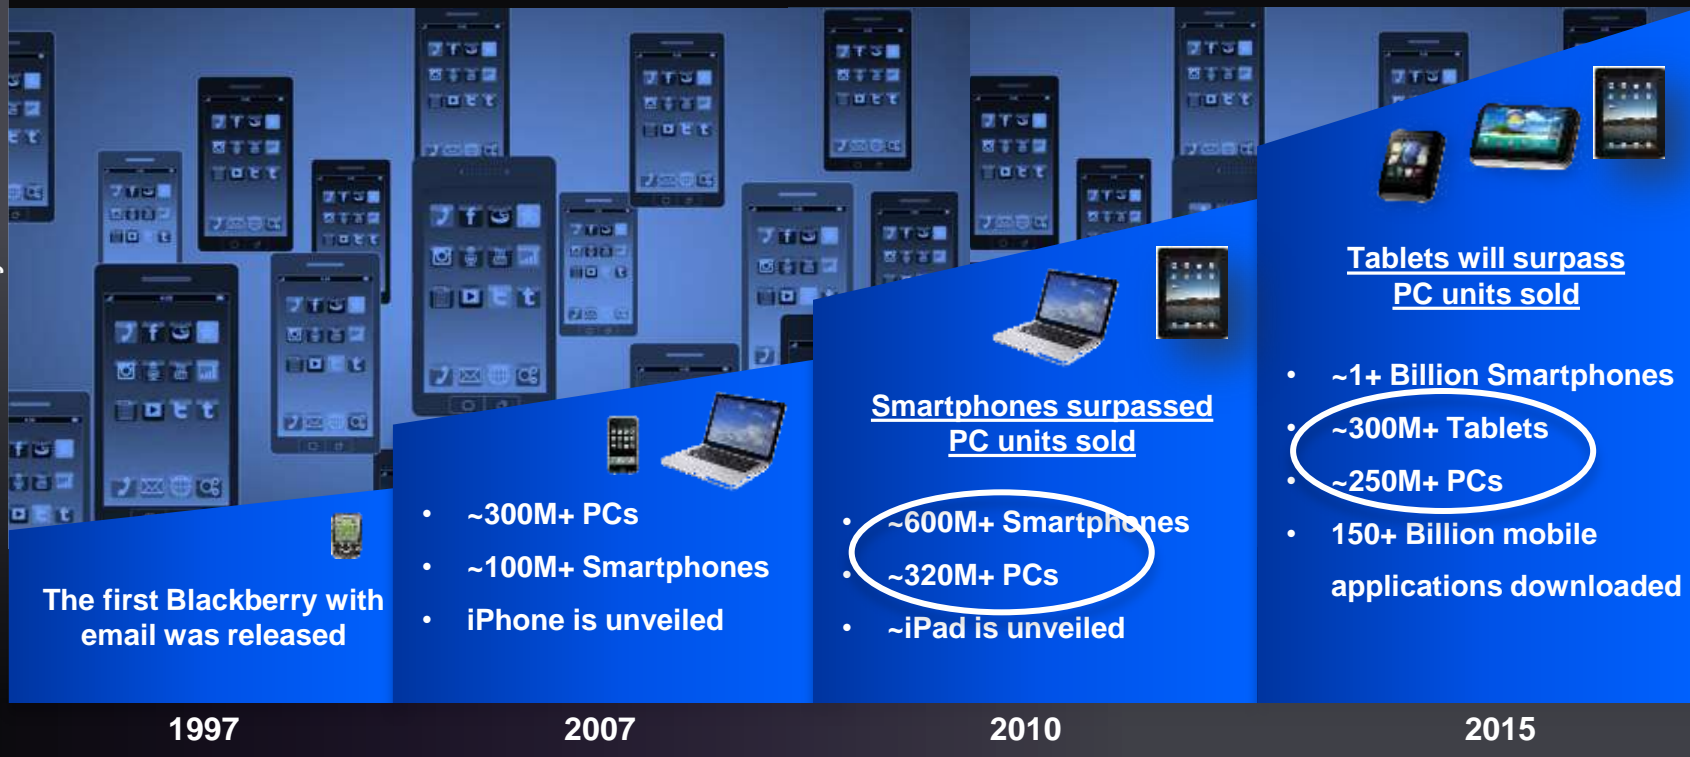 The first Blackberry with
email was released
1997
• ~300M+ PCs
• ~100M+ Smartphones
• iPhone is unveiled
2007
Smartphones surpassed
PC units sold
• ~600M+ Smartphones
• ~320M+ PCs
• ~iPad is unveiled
2010
Tablets will surpass
PC units sold
• ~1+ Billion Smartphones
• ~300M+ Tablets
• ~250M+ PCs
• 150+ Billion mobile
applications downloaded
2015